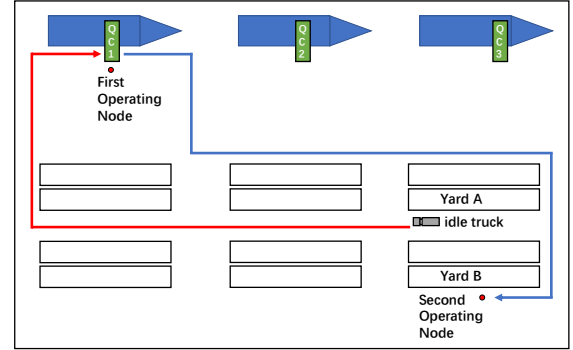 QC1
QC2
QC3
First
Operating
Node
Yard A
idle truck
Yard B
Second
Operating
Node